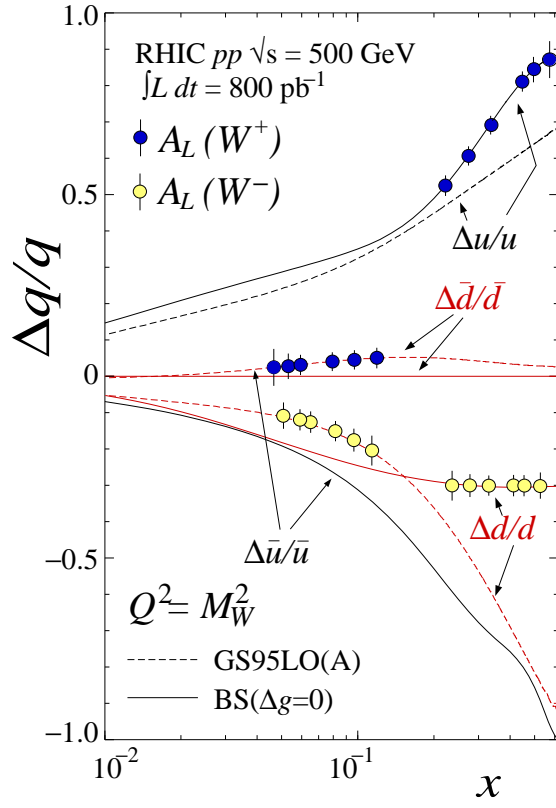 1.0
RHIC pp √s = 500 GeV
∫L dt = 800 pb⁻¹
A_L (W⁺)
A_L (W⁻)
0.5
Δu/u
Δq/q
Δd̄/d̄
0
Δū/ū
Δd/d
−0.5
Q² = M²_W
GS95LO(A)
BS(Δg=0)
−1.0
10⁻² 10⁻¹ x